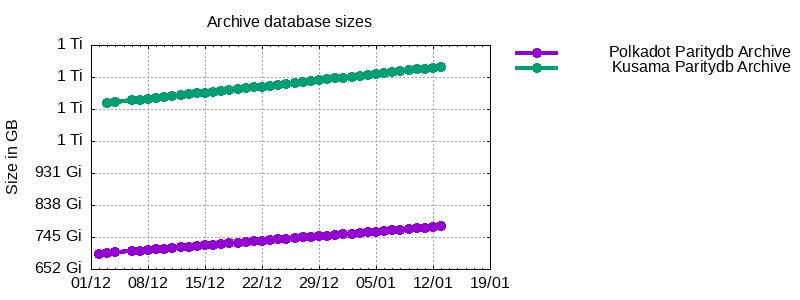 Archive database sizes
Polkadot Paritydb Archive
Kusama Paritydb Archive
Size in GB
1 Ti
1 Ti
1 Ti
1 Ti
931 Gi
838 Gi
745 Gi
652 Gi
01/12 08/12 15/12 22/12 29/12 05/01 12/01 19/01